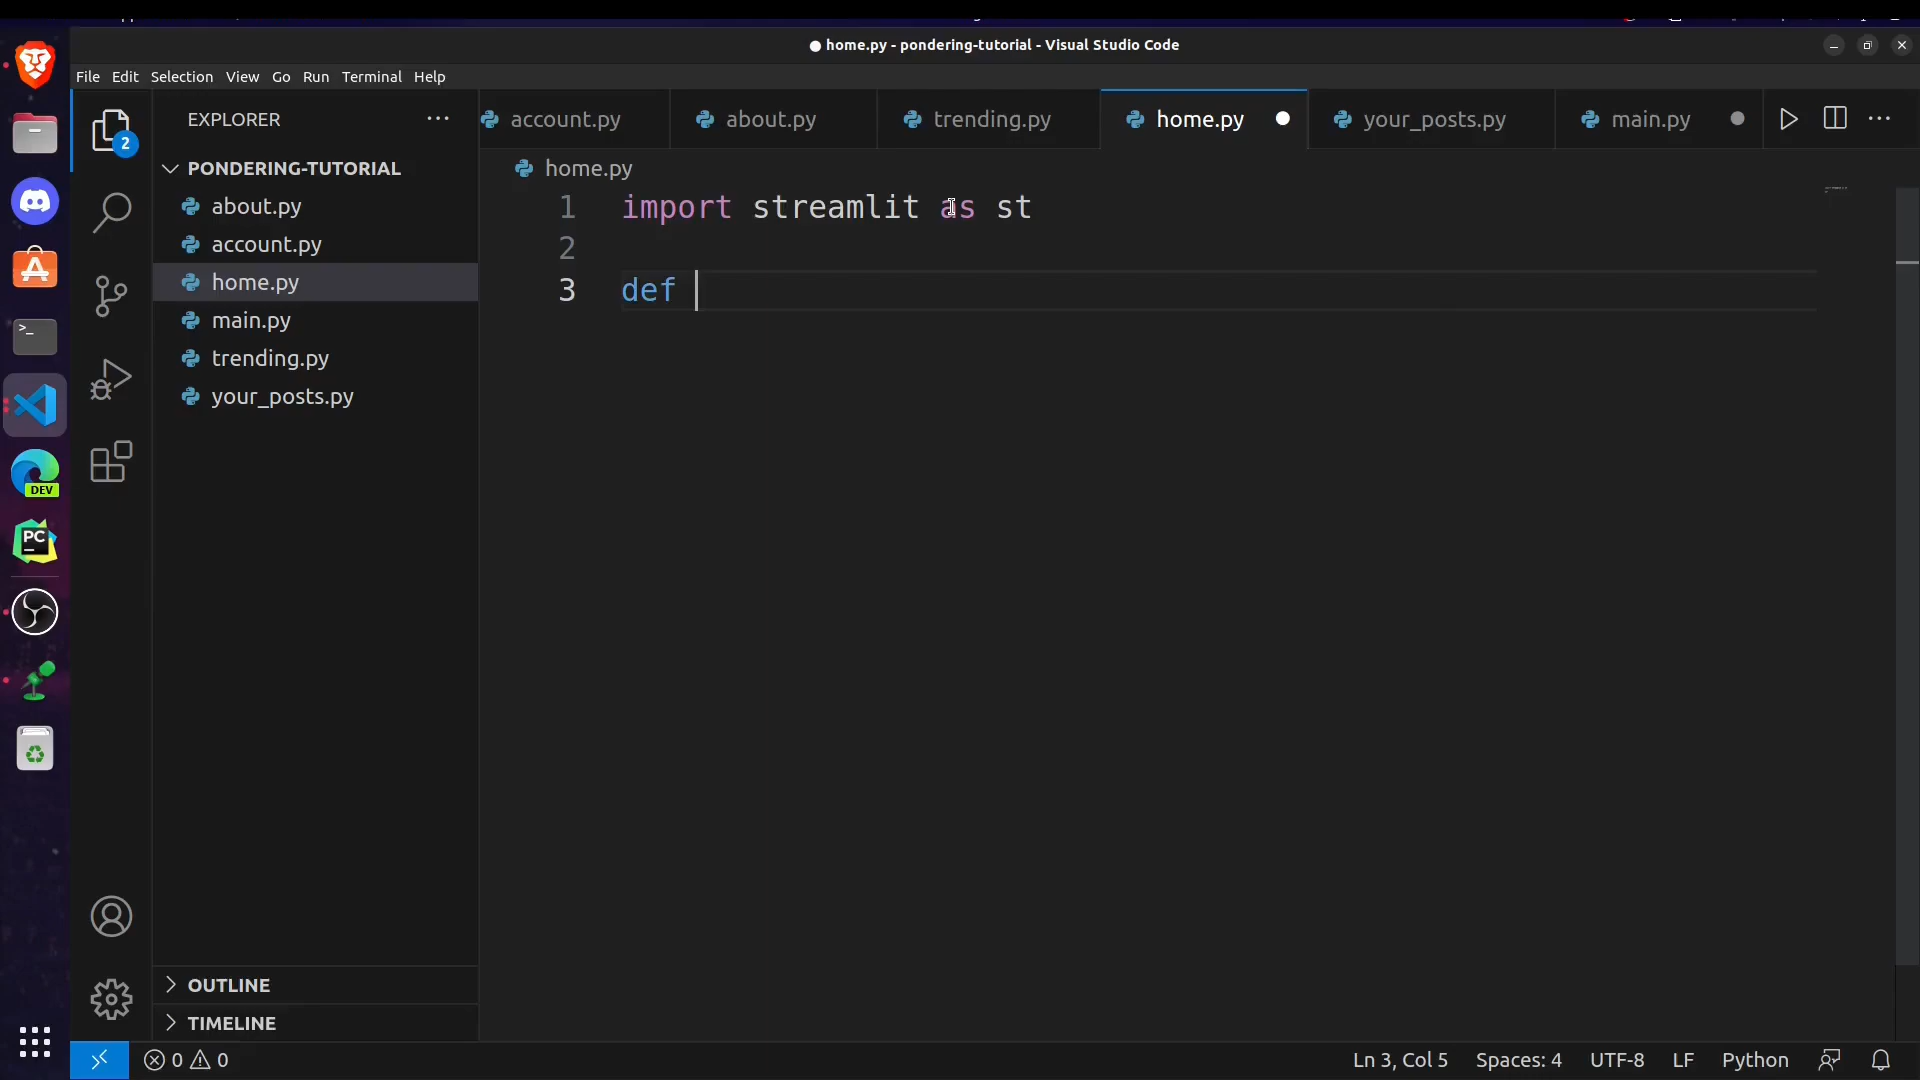 ● home.py - pondering-tutorial - Visual Studio Code
File Edit Selection View Go Run Terminal Help
EXPLORER
account.py about.py trending.py home.py your_posts.py main.py
2
PONDERING-TUTORIAL
about.py
account.py
home.py
main.py
trending.py
your_posts.py
home.py
1 import streamlit as st
2
3 def
>_
DEV
PC
OUTLINE
TIMELINE
0 0
Ln 3, Col 5 Spaces: 4 UTF-8 LF Python